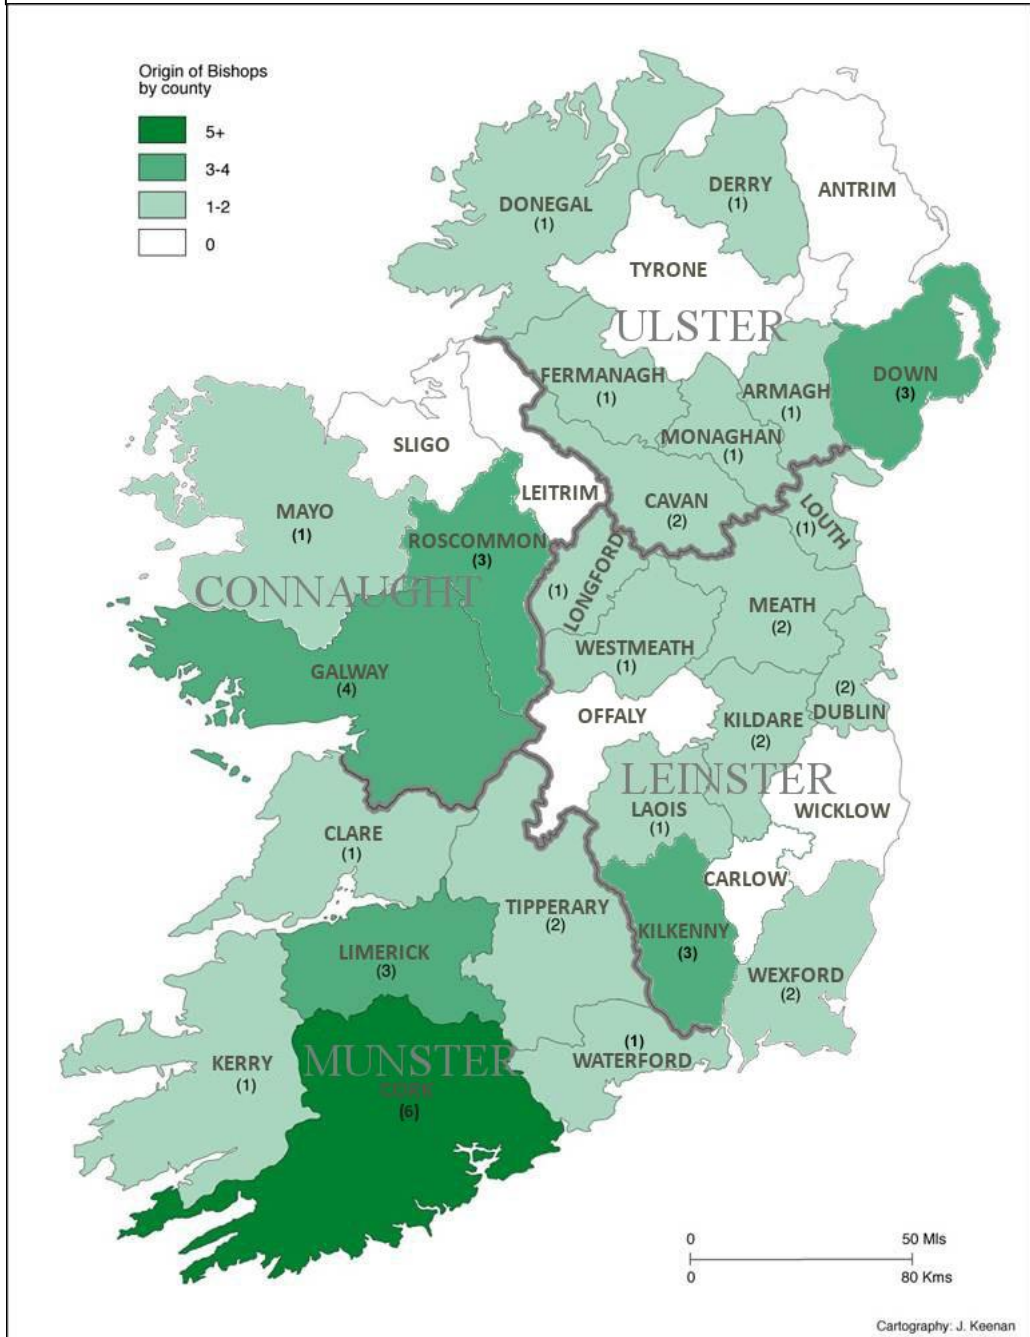 Origin of Bishops
by county
5+
3-4
1-2
0
DONEGAL
(1)
DERRY
(1)
ANTRIM
TYRONE
ULSTER
FERMANAGH
(1)
ARMAGH
(1)
DOWN
(3)
MONAGHAN
(1)
SLIGO
LEITRIM
CAVAN
(2)
LOUTH
(1)
MAYO
(1)
ROSCOMMON
(3)
CONNAUGHT
LONGFORD
(1)
MEATH
(2)
WESTMEATH
(1)
GALWAY
(4)
OFFALY
(2)
DUBLIN
KILDARE
(2)
LEINSTER
LAOIS
(1)
WICKLOW
CLARE
(1)
CARLOW
TIPPERARY
(2)
KILKENNY
(3)
LIMERICK
(3)
WEXFORD
(2)
(1)
WATERFORD
KERRY
(1)
MUNSTER
CORK
(6)
0 50 Mls
0 80 Kms
Cartography: J. Keenan